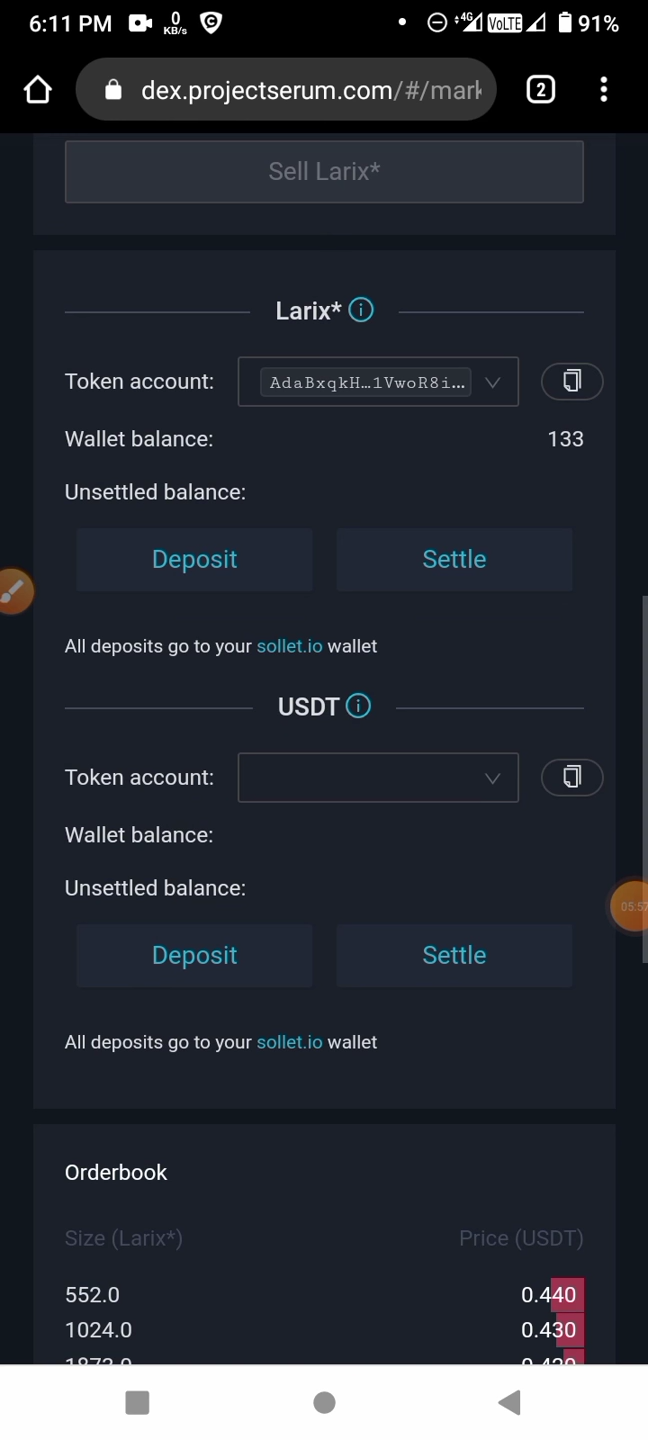 6:11 PM 0 KB/s 4G VoLTE 91%
dex.projectserum.com/#/mark 2
Sell Larix*
Larix*
Token account: AdaBxqkH…1VwoR8i...
Wallet balance: 133
Unsettled balance:
Deposit Settle
All deposits go to your sollet.io wallet
USDT
Token account:
Wallet balance:
05:57
Unsettled balance:
Deposit Settle
All deposits go to your sollet.io wallet
Orderbook
Size (Larix*) Price (USDT)
552.0 0.440
1024.0 0.430